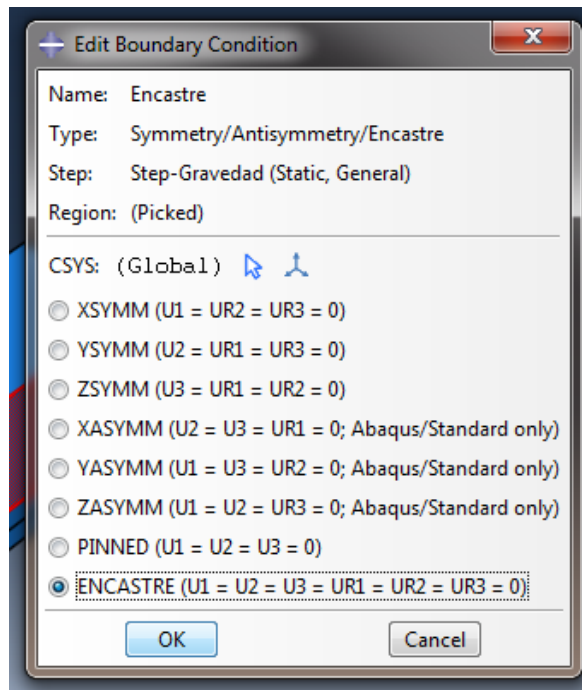 Edit Boundary Condition
Name: Encastre
Type: Symmetry/Antisymmetry/Encastre
Step: Step-Gravedad (Static, General)
Region: (Picked)
CSYS: (Global)
XSYMM (U1 = UR2 = UR3 = 0)
YSYMM (U2 = UR1 = UR3 = 0)
ZSYMM (U3 = UR1 = UR2 = 0)
XASYMM (U2 = U3 = UR1 = 0; Abaqus/Standard only)
YASYMM (U1 = U3 = UR2 = 0; Abaqus/Standard only)
ZASYMM (U1 = U2 = UR3 = 0; Abaqus/Standard only)
PINNED (U1 = U2 = U3 = 0)
ENCASTRE (U1 = U2 = U3 = UR1 = UR2 = UR3 = 0)
OK Cancel